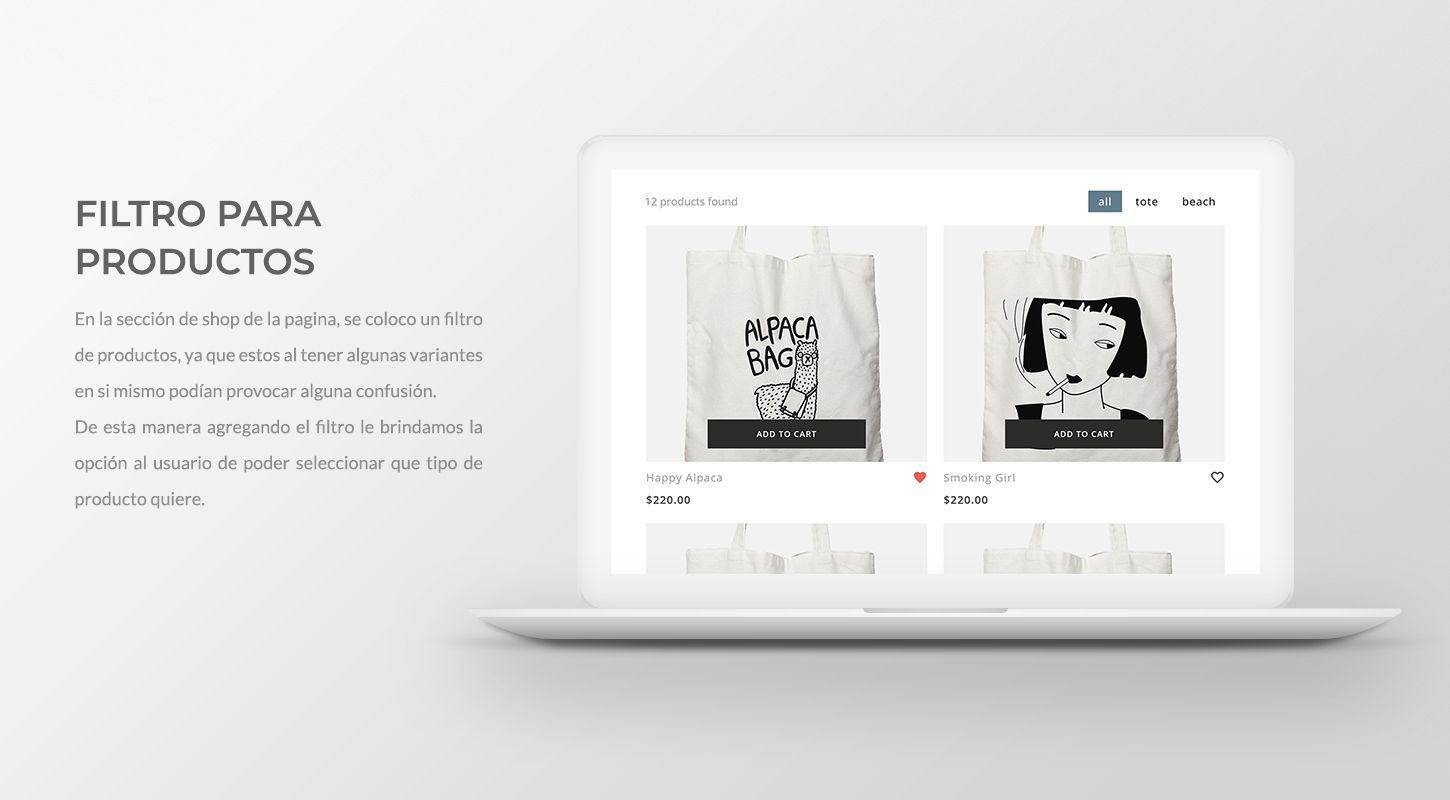 FILTRO PARA
PRODUCTOS
En la sección de shop de la pagina, se coloco un filtro
de productos, ya que estos al tener algunas variantes
en si mismo podían provocar alguna confusión.
De esta manera agregando el filtro le brindamos la
opción al usuario de poder seleccionar que tipo de
producto quiere.
12 products found
all tote beach
ALPACA
BAG
ADD TO CART
ADD TO CART
Happy Alpaca
Smoking Girl
$220.00
$220.00